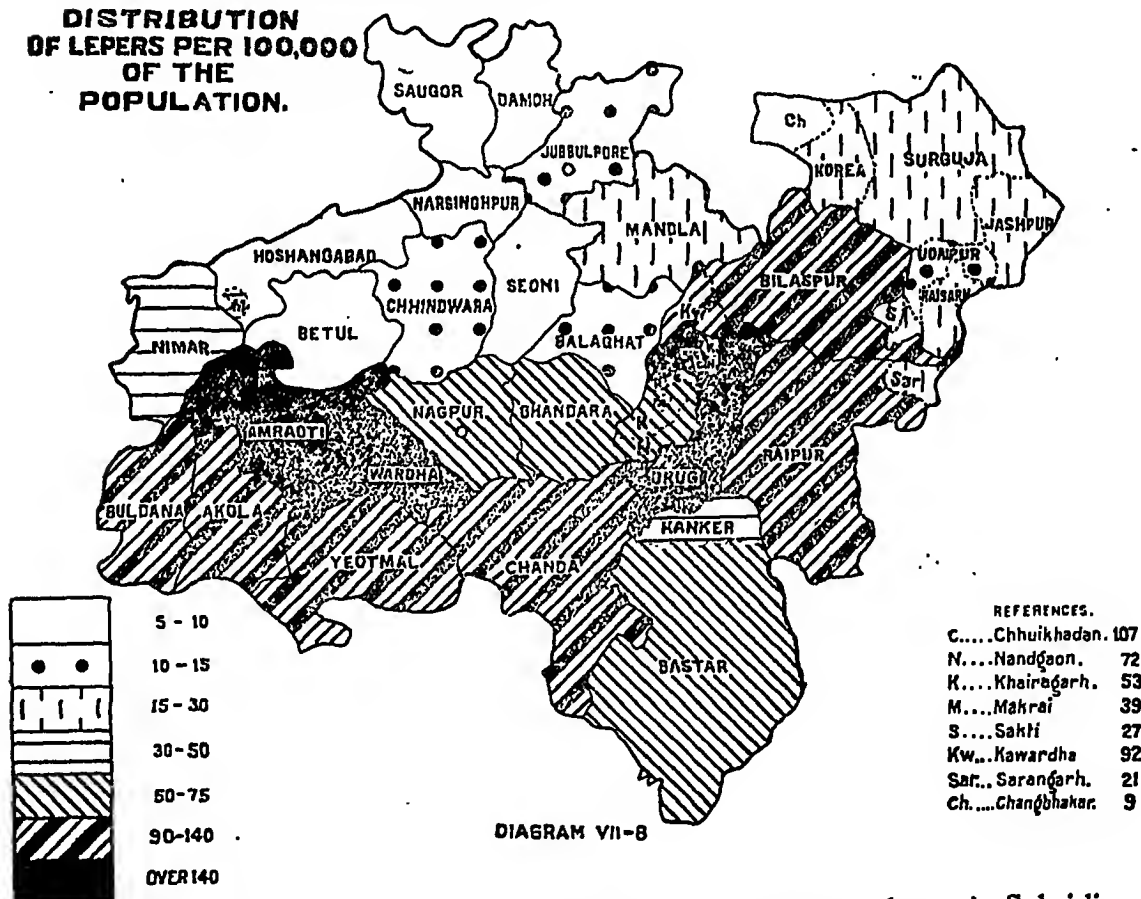 DISTRIBUTION
OF LEPERS PER 100,000
OF THE
POPULATION.
SAUGOR
DAMOH
JUBBULPORE
Ch
KOREA
SURGUJA
JASHPUR
NARSINGHPUR
MANDLA
HOSHANGABAD
UDAIPUR
BILASPUR
RAIGARH
CHHINDWARA
SEONI
S
BETUL
NIMAR
BALAGHAT
Sar
NAGPUR
BHANDARA
AMRAOTI
WARDHA
DRUG
RAIPUR
BULDANA
AKOLA
KANKER
YEOTMAL
CHANDA
BASTAR
5 - 10
10 - 15
15 - 30
30-50
50-75
90-140
OVER 140
REFERENCES.
C.....Chhuikhadan. 107
N....Nandgaon. 72
K....Khairagarh. 53
M....Makrai 39
S....Sakti 27
Kw...Kawardha 92
Sar... Sarangarh. 21
Ch.....Changbhakar. 9
DIAGRAM VII-8